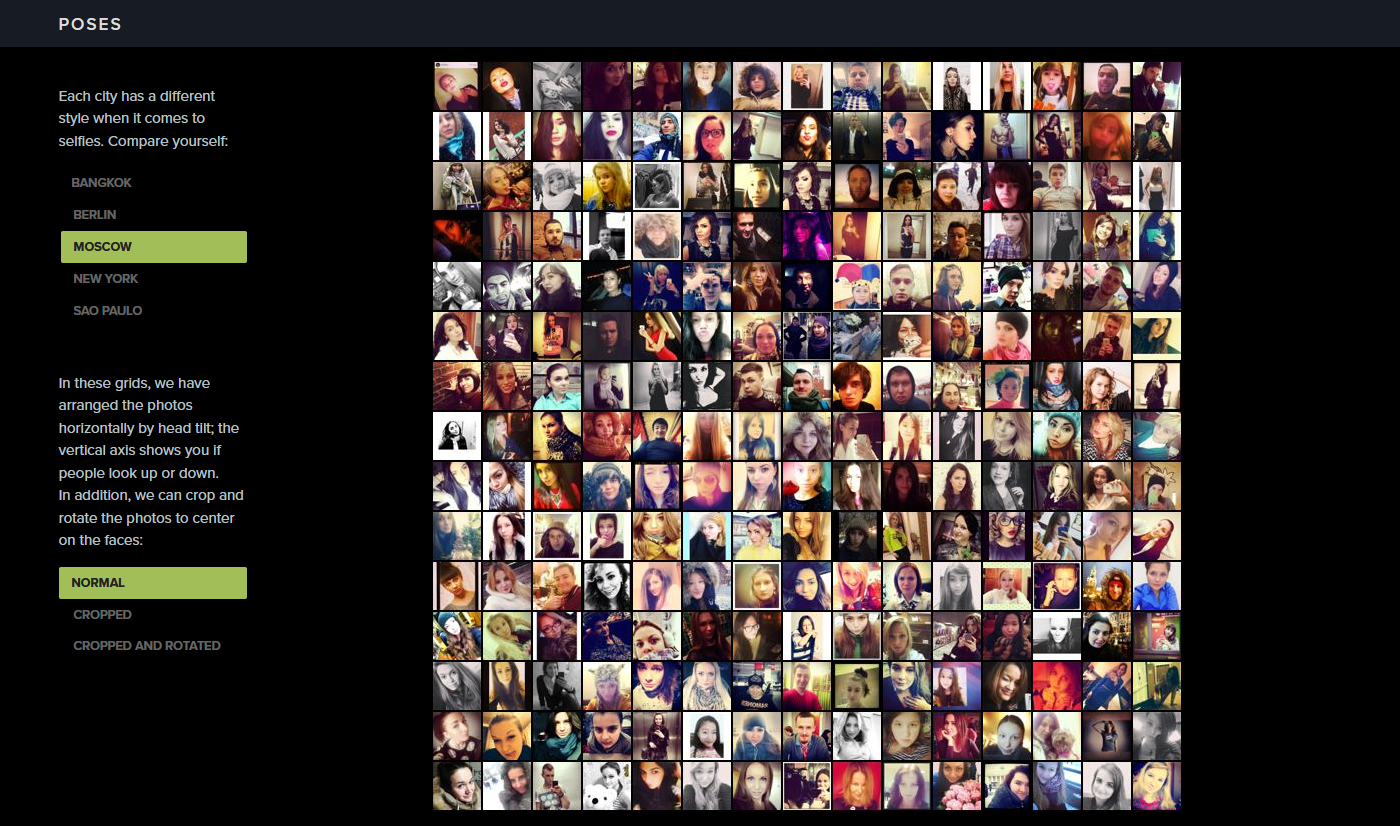 POSES
Each city has a different
style when it comes to
selfies. Compare yourself:
BANGKOK
BERLIN
MOSCOW
NEW YORK
SAO PAULO
In these grids, we have
arranged the photos
horizontally by head tilt; the
vertical axis shows you if
people look up or down.
In addition, we can crop and
rotate the photos to center
on the faces:
NORMAL
CROPPED
CROPPED AND ROTATED